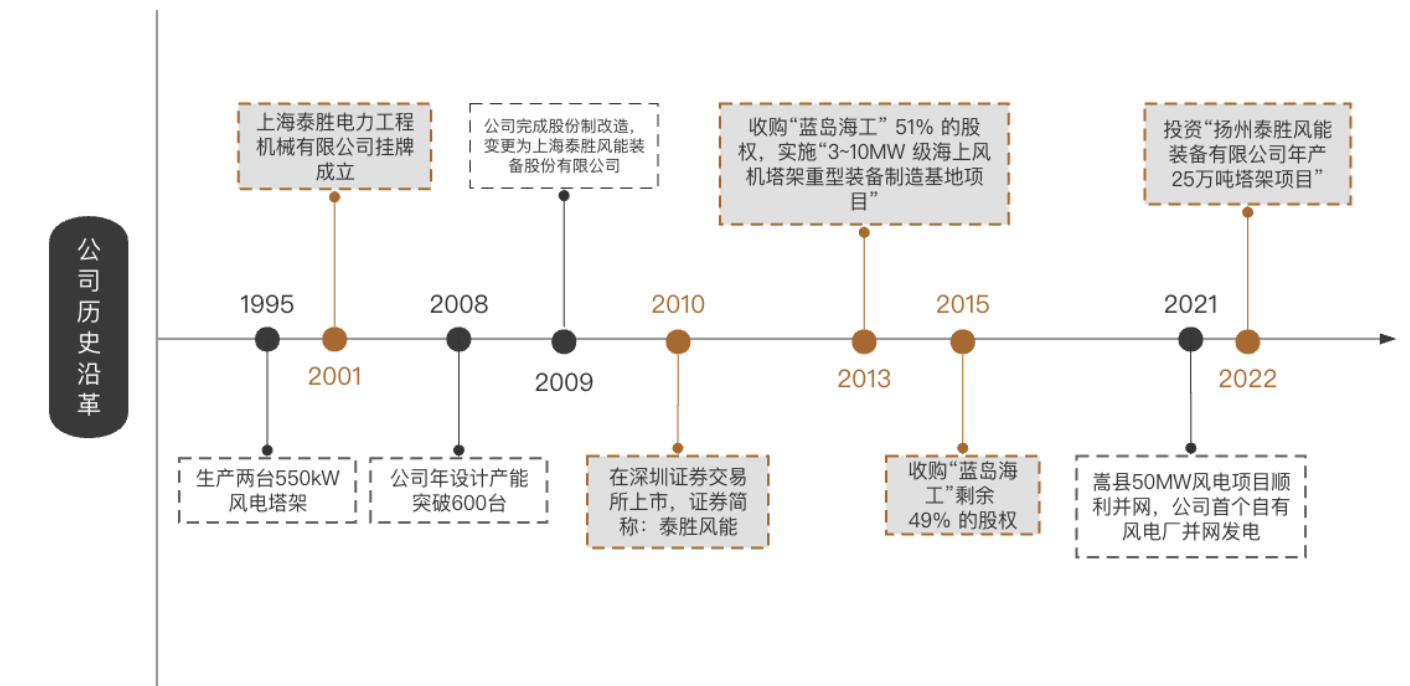 公司历史沿革
上海泰胜电力工程
机械有限公司挂牌
成立
公司完成股份制改造，
变更为上海泰胜风能装
备股份有限公司
收购“蓝岛海工” 51% 的股
权，实施“3~10MW 级海上风
机塔架重型装备制造基地项
目”
投资“扬州泰胜风能
装备有限公司年产
25万吨塔架项目”
1995
2001
2008
2009
2010
2013
2015
2021
2022
生产两台550kW
风电塔架
公司年设计产能
突破600台
在深圳证券交易
所上市，证券简
称：泰胜风能
收购“蓝岛海
工”剩余
49% 的股权
嵩县50MW风电项目顺
利并网，公司首个自有
风电厂并网发电